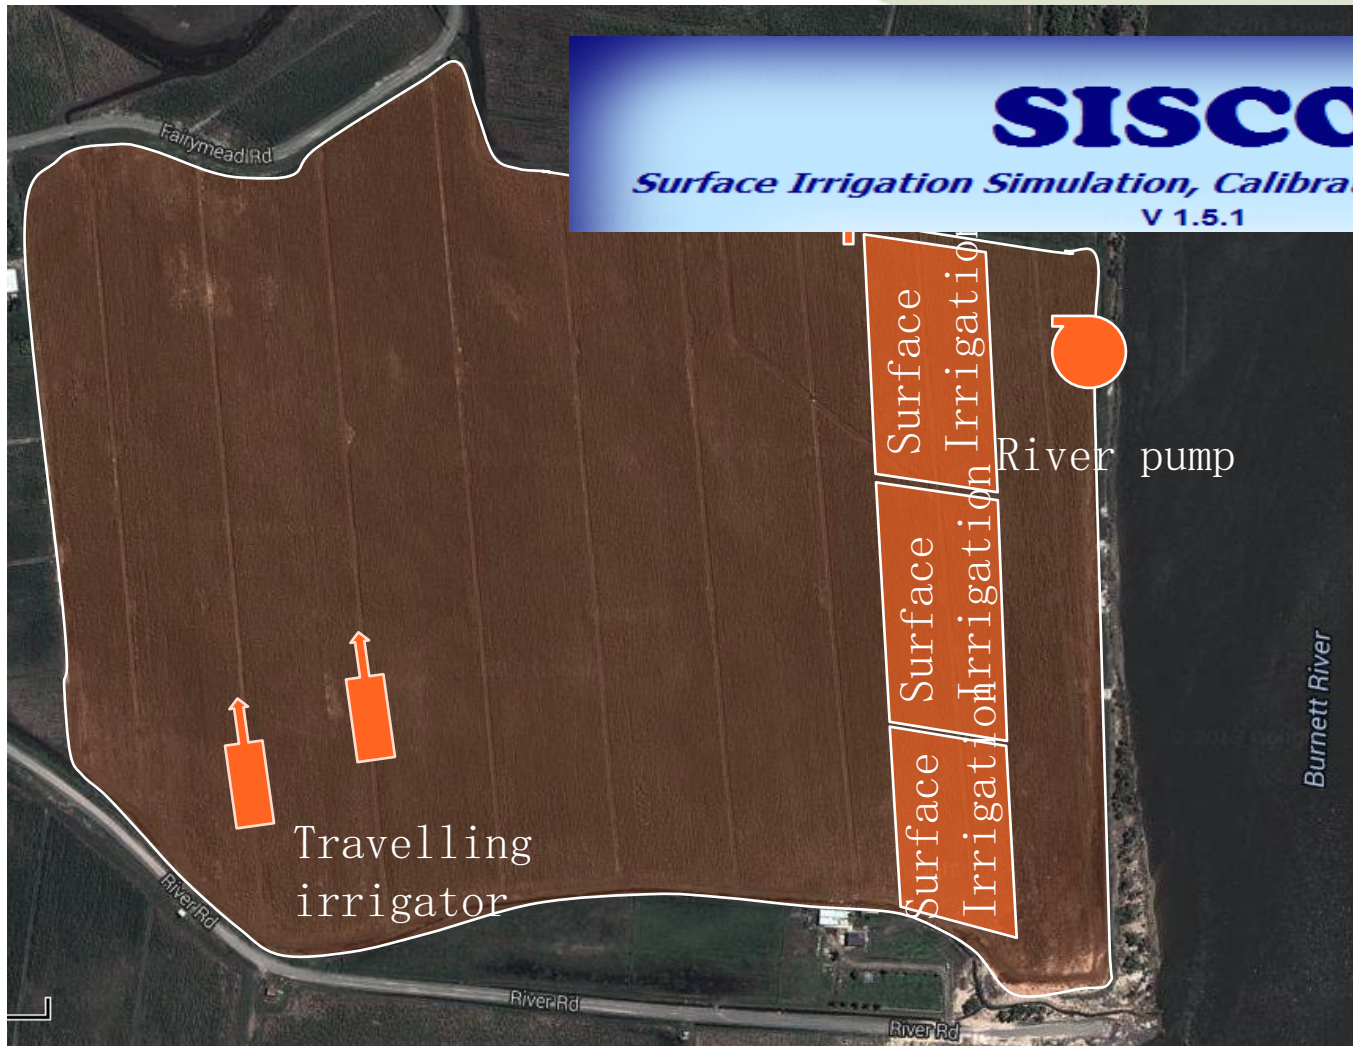 SISCO
Surface Irrigation Simulation, Calibra
V 1.5.1
Fairymead Rd
Surface
Irrigation
River pump
Surface
Irrigation
Burnett River
Surface
Irrigation
Travelling
irrigator
River Rd
River Rd
River Rd